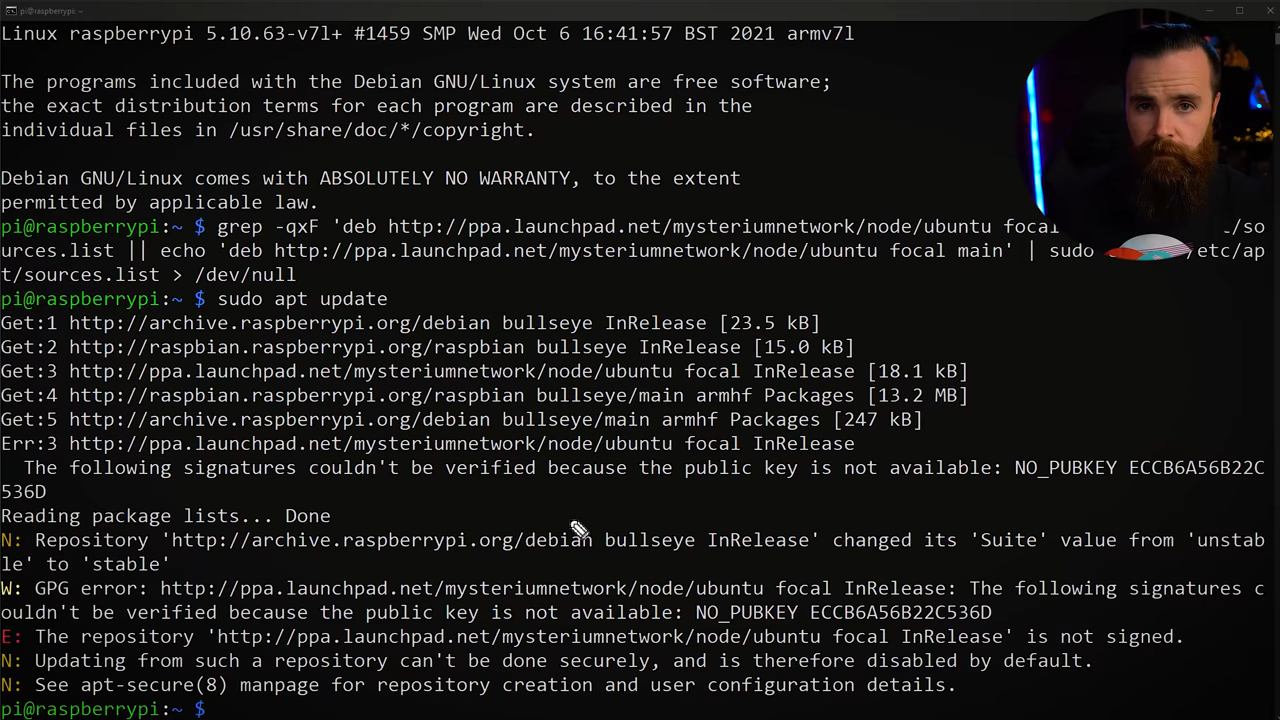 pi@raspberrypi: ~
Linux raspberrypi 5.10.63-v7l+ #1459 SMP Wed Oct 6 16:41:57 BST 2021 armv7l
The programs included with the Debian GNU/Linux system are free software;
the exact distribution terms for each program are described in the
individual files in /usr/share/doc/*/copyright.
Debian GNU/Linux comes with ABSOLUTELY NO WARRANTY, to the extent
permitted by applicable law.
pi@raspberrypi:~ $ grep -qxF 'deb http://ppa.launchpad.net/mysteriumnetwork/node/ubuntu focal /so
urces.list || echo 'deb http://ppa.launchpad.net/mysteriumnetwork/node/ubuntu focal main' | sudo /etc/ap
t/sources.list > /dev/null
pi@raspberrypi:~ $ sudo apt update
Get:1 http://archive.raspberrypi.org/debian bullseye InRelease [23.5 kB]
Get:2 http://raspbian.raspberrypi.org/raspbian bullseye InRelease [15.0 kB]
Get:3 http://ppa.launchpad.net/mysteriumnetwork/node/ubuntu focal InRelease [18.1 kB]
Get:4 http://raspbian.raspberrypi.org/raspbian bullseye/main armhf Packages [13.2 MB]
Get:5 http://archive.raspberrypi.org/debian bullseye/main armhf Packages [247 kB]
Err:3 http://ppa.launchpad.net/mysteriumnetwork/node/ubuntu focal InRelease
The following signatures couldn't be verified because the public key is not available: NO_PUBKEY ECCB6A56B22C
536D
Reading package lists... Done
N: Repository 'http://archive.raspberrypi.org/debian bullseye InRelease' changed its 'Suite' value from 'unstab
le' to 'stable'
W: GPG error: http://ppa.launchpad.net/mysteriumnetwork/node/ubuntu focal InRelease: The following signatures c
ouldn't be verified because the public key is not available: NO_PUBKEY ECCB6A56B22C536D
E: The repository 'http://ppa.launchpad.net/mysteriumnetwork/node/ubuntu focal InRelease' is not signed.
N: Updating from such a repository can't be done securely, and is therefore disabled by default.
N: See apt-secure(8) manpage for repository creation and user configuration details.
pi@raspberrypi:~ $